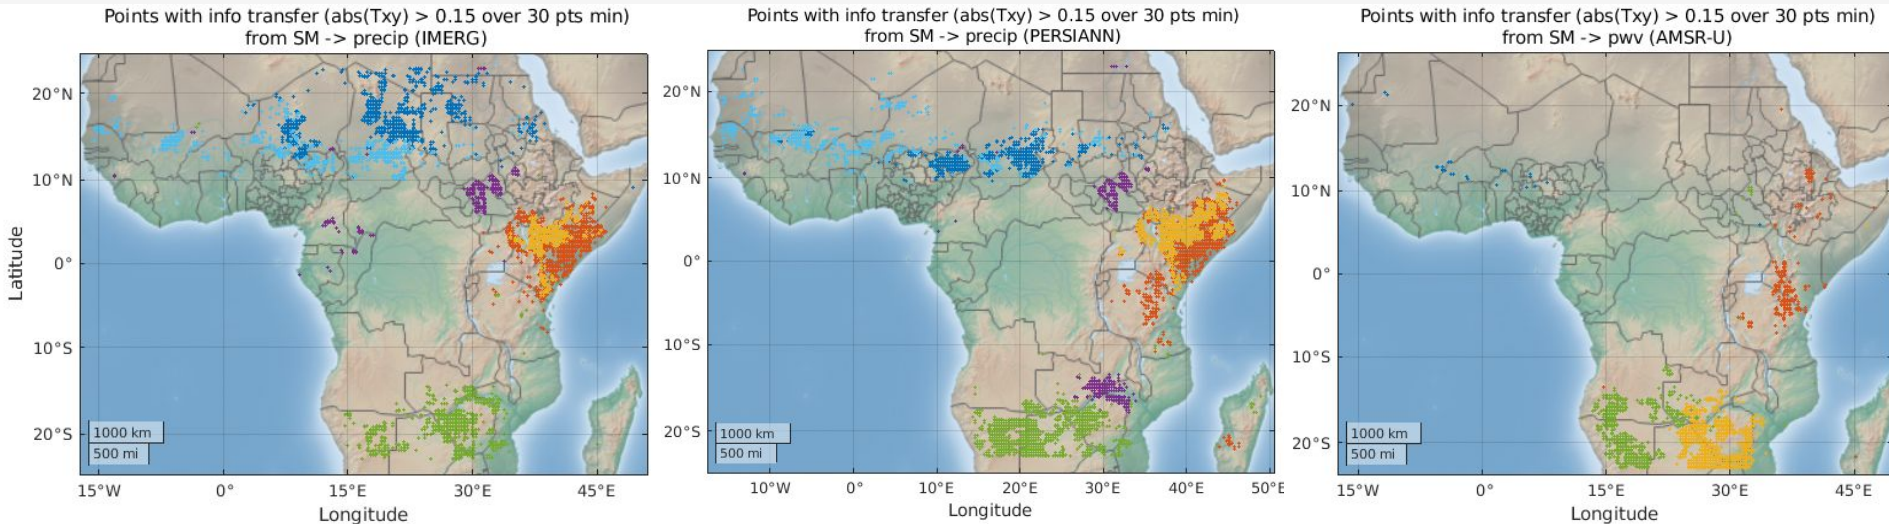 Points with info transfer (abs(Txy) > 0.15 over 30 pts min)
from SM -> precip (IMERG)
Latitude
20°N
10°N
0°
10°S
20°S
1000 km
500 mi
15°W
0°
15°E
30°E
45°E
Longitude
Points with info transfer (abs(Txy) > 0.15 over 30 pts min)
from SM -> precip (PERSIANN)
20°N
10°N
0°
10°S
20°S
1000 km
500 mi
10°W
0°
10°E
20°E
30°E
40°E
50°E
Longitude
Points with info transfer (abs(Txy) > 0.15 over 30 pts min)
from SM -> pwv (AMSR-U)
20°N
10°N
0°
10°S
20°S
1000 km
500 mi
15°W
0°
15°E
30°E
45°E
Longitude